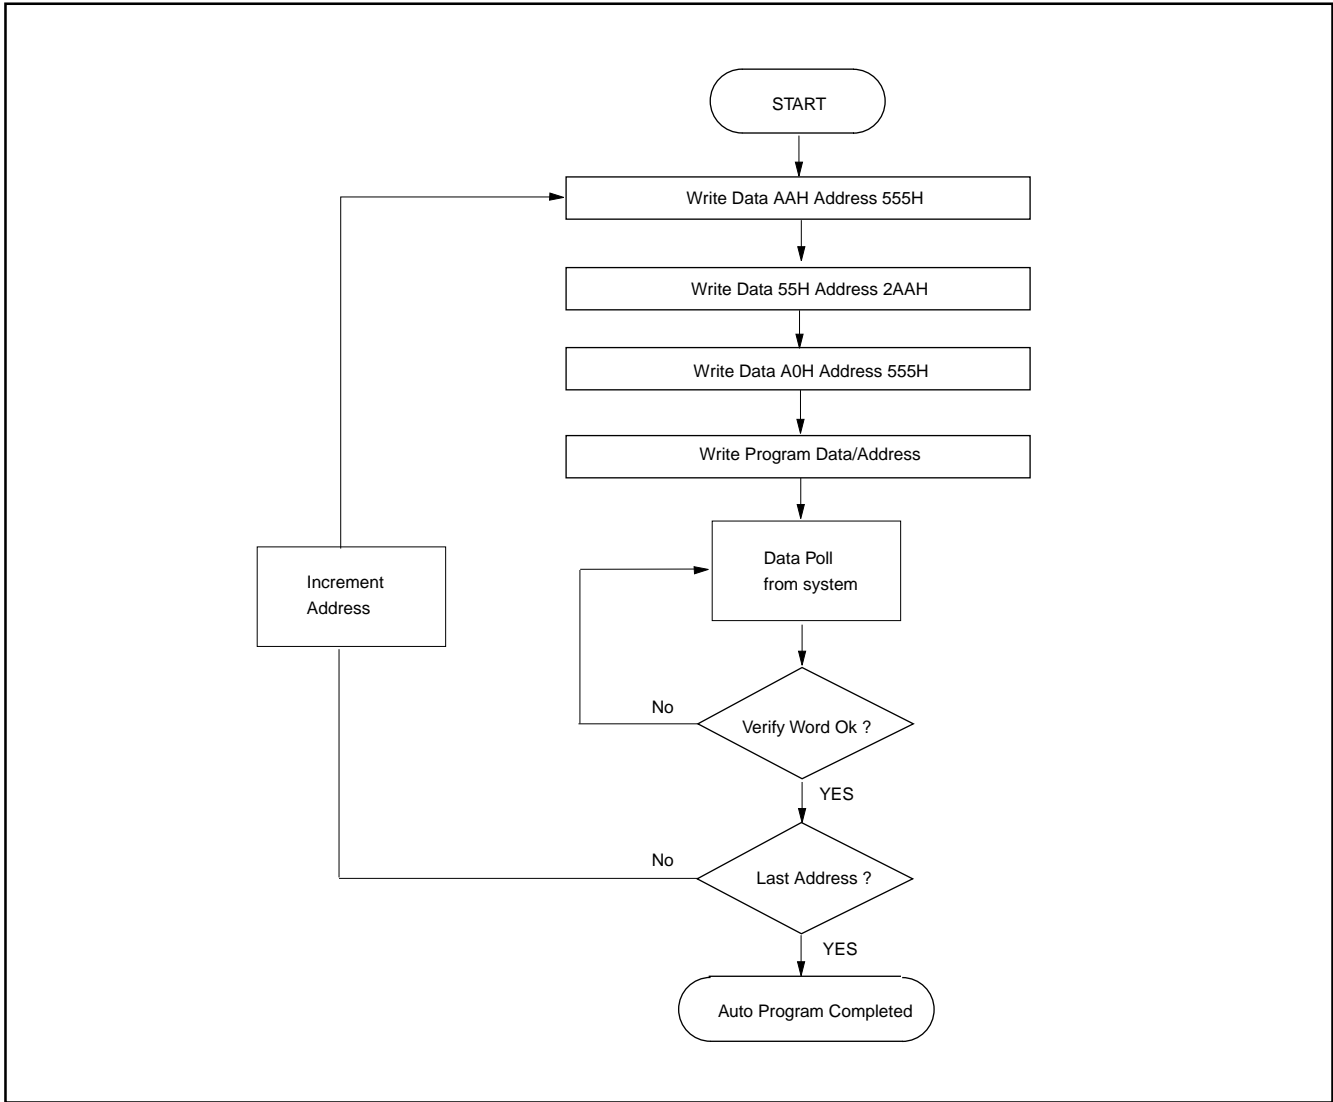 START
Write Data AAH Address 555H
Write Data 55H Address 2AAH
Write Data A0H Address 555H
Write Program Data/Address
Data Poll
from system
Increment
Address
No
Verify Word Ok ?
YES
No
Last Address ?
YES
Auto Program Completed